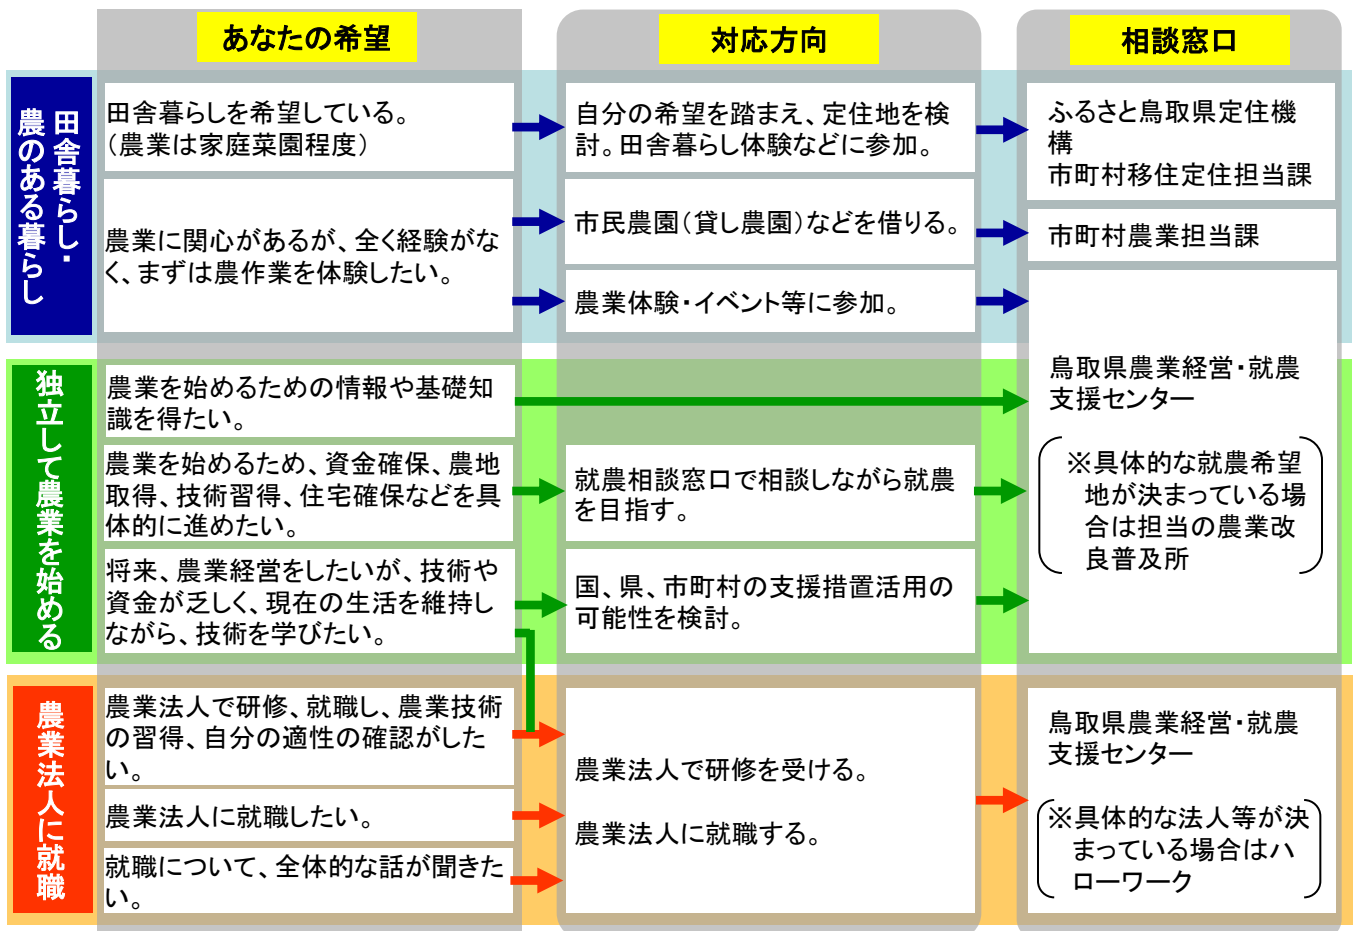 あなたの希望
対応方向
相談窓口
田舎暮らし・
農のある暮らし
田舎暮らしを希望している。
（農業は家庭菜園程度）
自分の希望を踏まえ、定住地を検
討。田舎暮らし体験などに参加。
ふるさと鳥取県定住機
構
市町村移住定住担当課
農業に関心があるが、全く経験がな
く、まずは農作業を体験したい。
市民農園（貸し農園）などを借りる。
市町村農業担当課
農業体験・イベント等に参加。
独立して農業を始める
農業を始めるための情報や基礎知
識を得たい。
鳥取県農業経営・就農
支援センター
※具体的な就農希望
地が決まっている場
合は担当の農業改
良普及所
農業を始めるため、資金確保、農地
取得、技術習得、住宅確保などを具
体的に進めたい。
就農相談窓口で相談しながら就農
を目指す。
将来、農業経営をしたいが、技術や
資金が乏しく、現在の生活を維持し
ながら、技術を学びたい。
国、県、市町村の支援措置活用の
可能性を検討。
農業法人に就職
農業法人で研修、就職し、農業技術
の習得、自分の適性の確認がした
い。
農業法人に就職したい。
就職について、全体的な話が聞きた
い。
農業法人で研修を受ける。
農業法人に就職する。
鳥取県農業経営・就農
支援センター
※具体的な法人等が決
まっている場合はハ
ローワーク